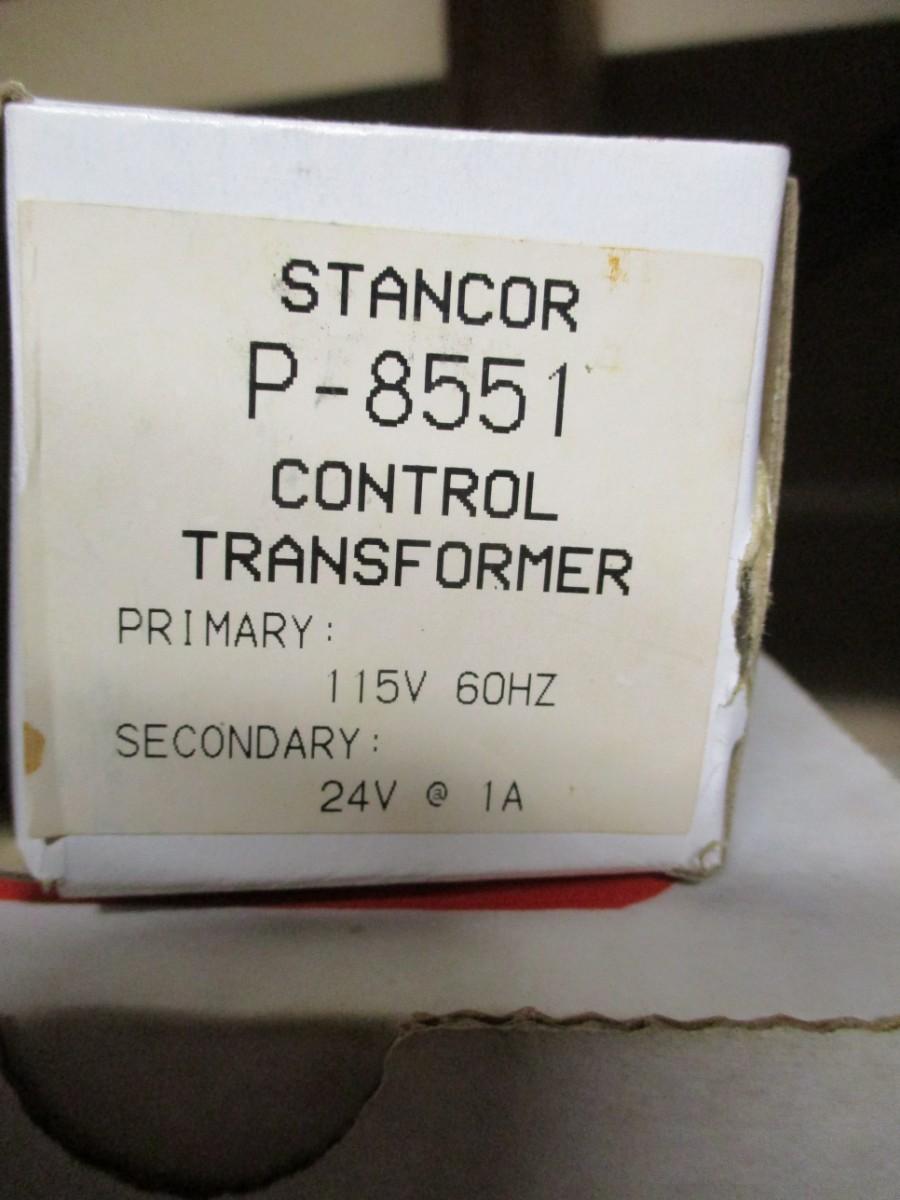 STANCOR
P-8551
CONTROL
TRANSFORMER
PRIMARY:
115V 60HZ
SECONDARY:
24V @ 1A